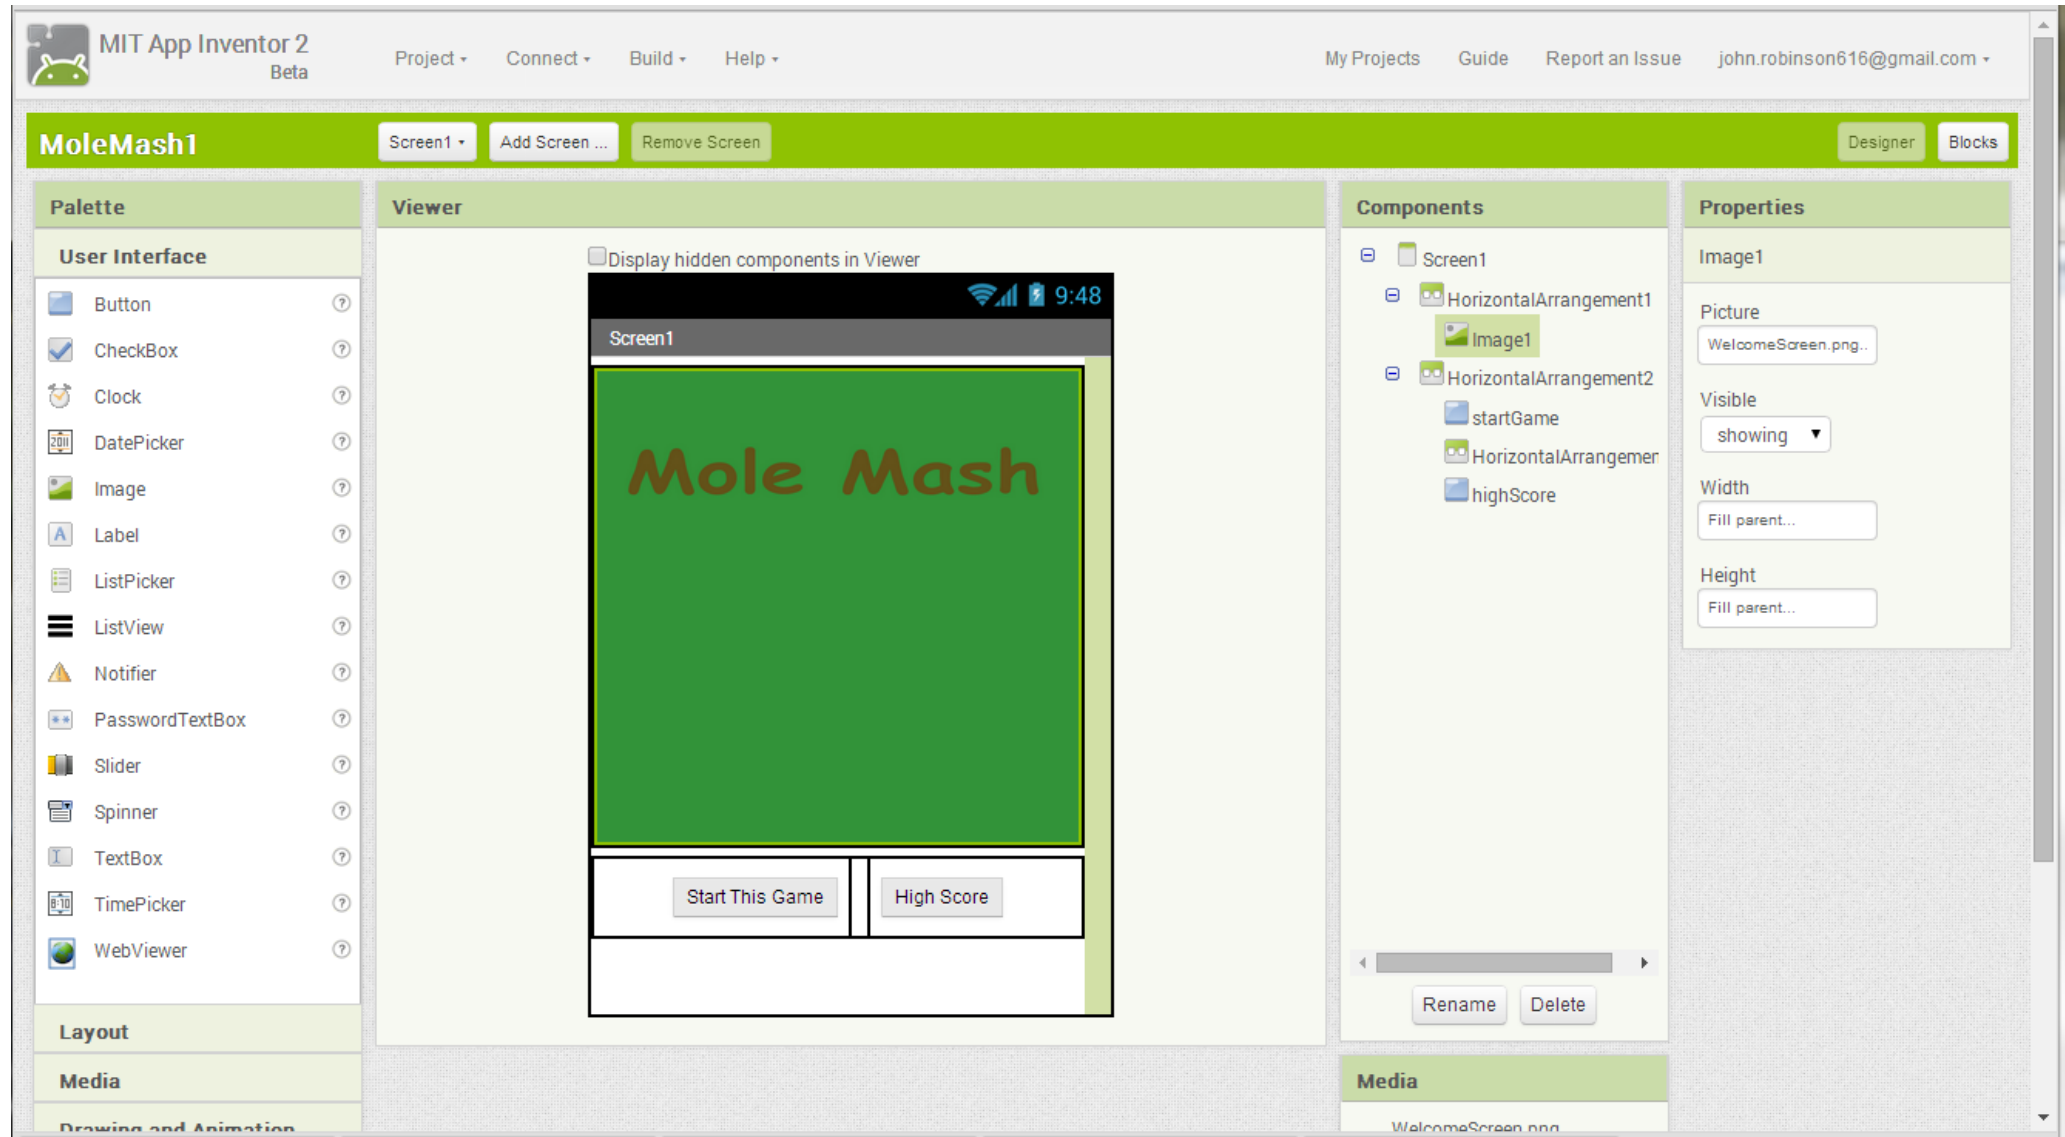 MIT App Inventor 2
Beta
Project Connect Build Help
My Projects Guide Report an Issue john.robinson616@gmail.com
MoleMash1
Screen1 Add Screen ... Remove Screen
Designer Blocks
Palette
User Interface
Button ?
CheckBox ?
Clock ?
2011 DatePicker ?
Image ?
A Label ?
ListPicker ?
ListView ?
Notifier ?
PasswordTextBox ?
Slider ?
Spinner ?
TextBox ?
8:10 TimePicker ?
WebViewer ?
Layout
Media
Drawing and Animation
Viewer
Display hidden components in Viewer
9:48
Screen1
Mole Mash
Start This Game High Score
Components
Screen1
HorizontalArrangement1
Image1
HorizontalArrangement2
startGame
HorizontalArrangemen
highScore
Rename Delete
Media
WelcomeScreen.png
Properties
Image1
Picture
WelcomeScreen.png..
Visible
showing
Width
Fill parent...
Height
Fill parent...